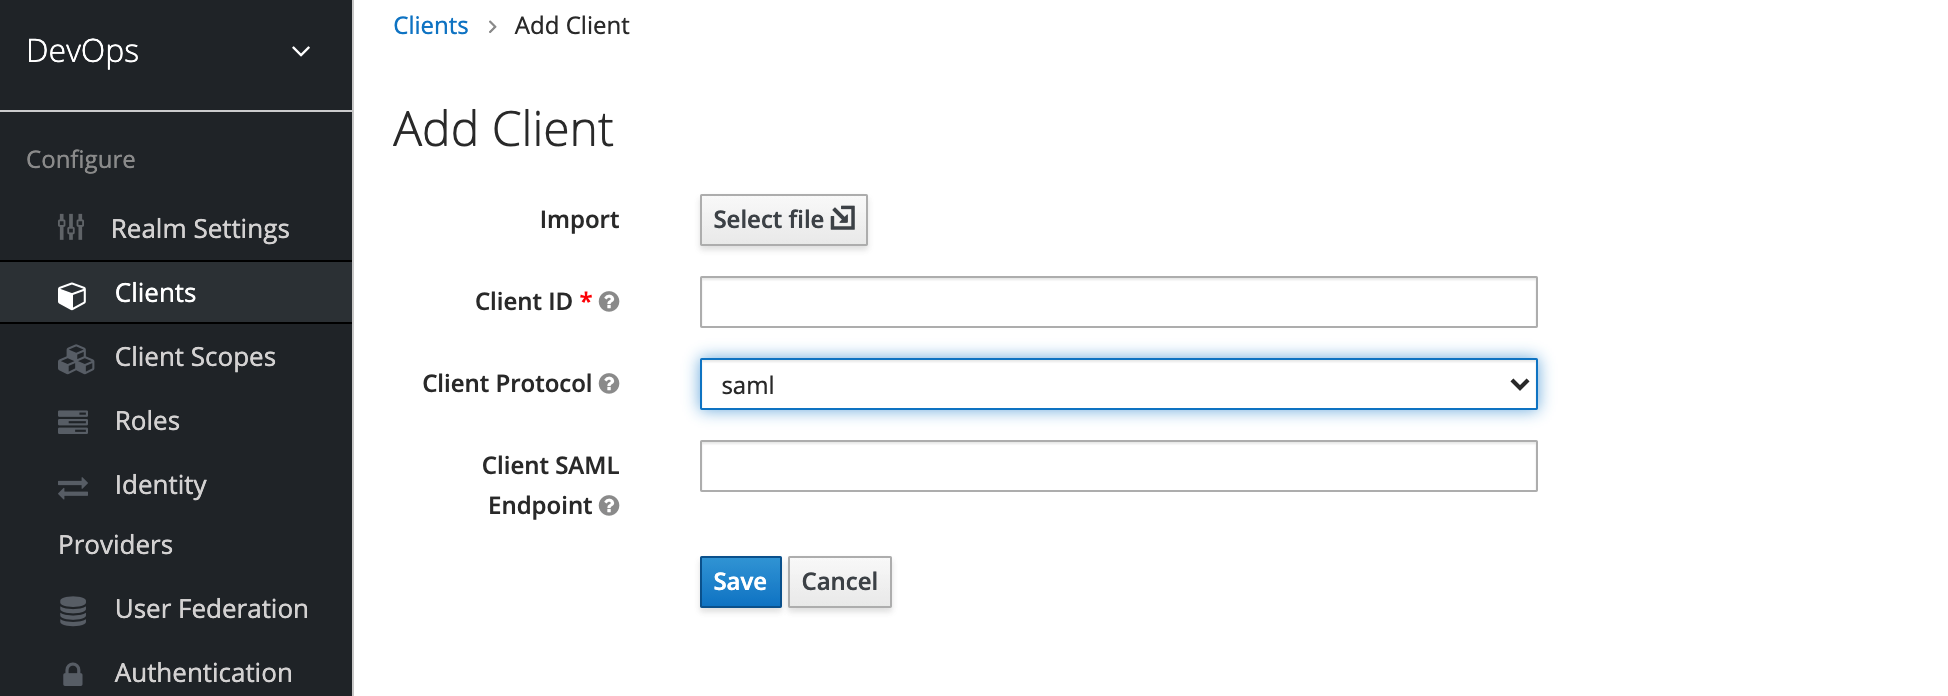 DevOps
Configure
Realm Settings
Clients
Client Scopes
Roles
Identity
Providers
User Federation
Authentication
Clients > Add Client
Add Client
Import Select file
Client ID *
Client Protocol saml
Client SAML
Endpoint
Save Cancel